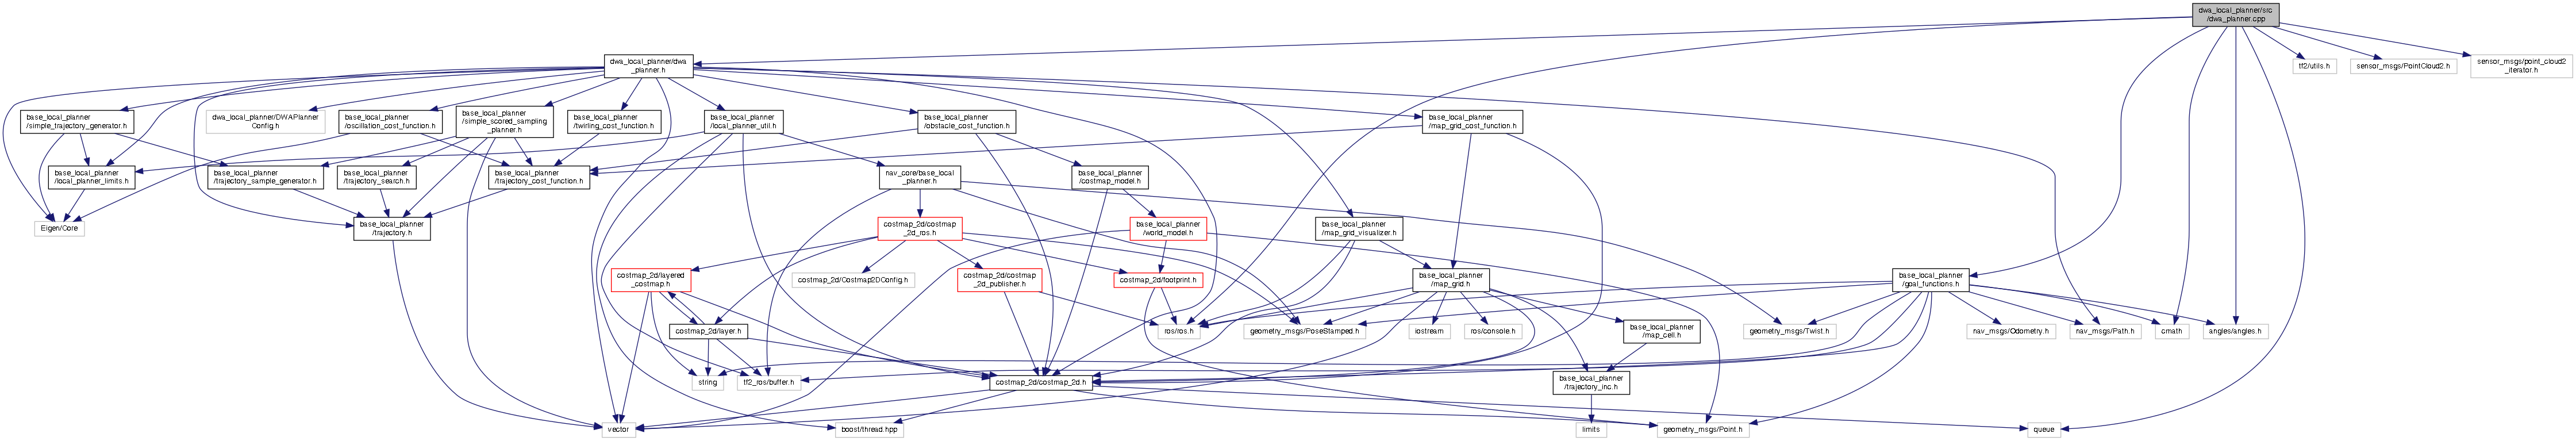 dwa_local_planner/src
/dwa_planner.cpp
dwa_local_planner/dwa
_planner.h
tf2/utils.h
sensor_msgs/PointCloud2.h
sensor_msgs/point_cloud2
_iterator.h
base_local_planner
/simple_trajectory_generator.h
dwa_local_planner/DWAPlanner
Config.h
base_local_planner
/oscillation_cost_function.h
base_local_planner
/simple_scored_sampling
_planner.h
base_local_planner
/twirling_cost_function.h
base_local_planner
/local_planner_util.h
base_local_planner
/obstacle_cost_function.h
base_local_planner
/map_grid_cost_function.h
base_local_planner
/local_planner_limits.h
base_local_planner
/trajectory_sample_generator.h
base_local_planner
/trajectory_search.h
base_local_planner
/trajectory_cost_function.h
nav_core/base_local
_planner.h
base_local_planner
/costmap_model.h
Eigen/Core
base_local_planner
/trajectory.h
costmap_2d/costmap
_2d_ros.h
base_local_planner
/world_model.h
base_local_planner
/map_grid_visualizer.h
costmap_2d/layered
_costmap.h
costmap_2d/Costmap2DConfig.h
costmap_2d/costmap
_2d_publisher.h
costmap_2d/footprint.h
base_local_planner
/map_grid.h
base_local_planner
/goal_functions.h
costmap_2d/layer.h
ros/ros.h
geometry_msgs/PoseStamped.h
iostream
ros/console.h
base_local_planner
/map_cell.h
geometry_msgs/Twist.h
nav_msgs/Odometry.h
nav_msgs/Path.h
cmath
angles/angles.h
string
tf2_ros/buffer.h
costmap_2d/costmap_2d.h
base_local_planner
/trajectory_inc.h
vector
boost/thread.hpp
limits
geometry_msgs/Point.h
queue